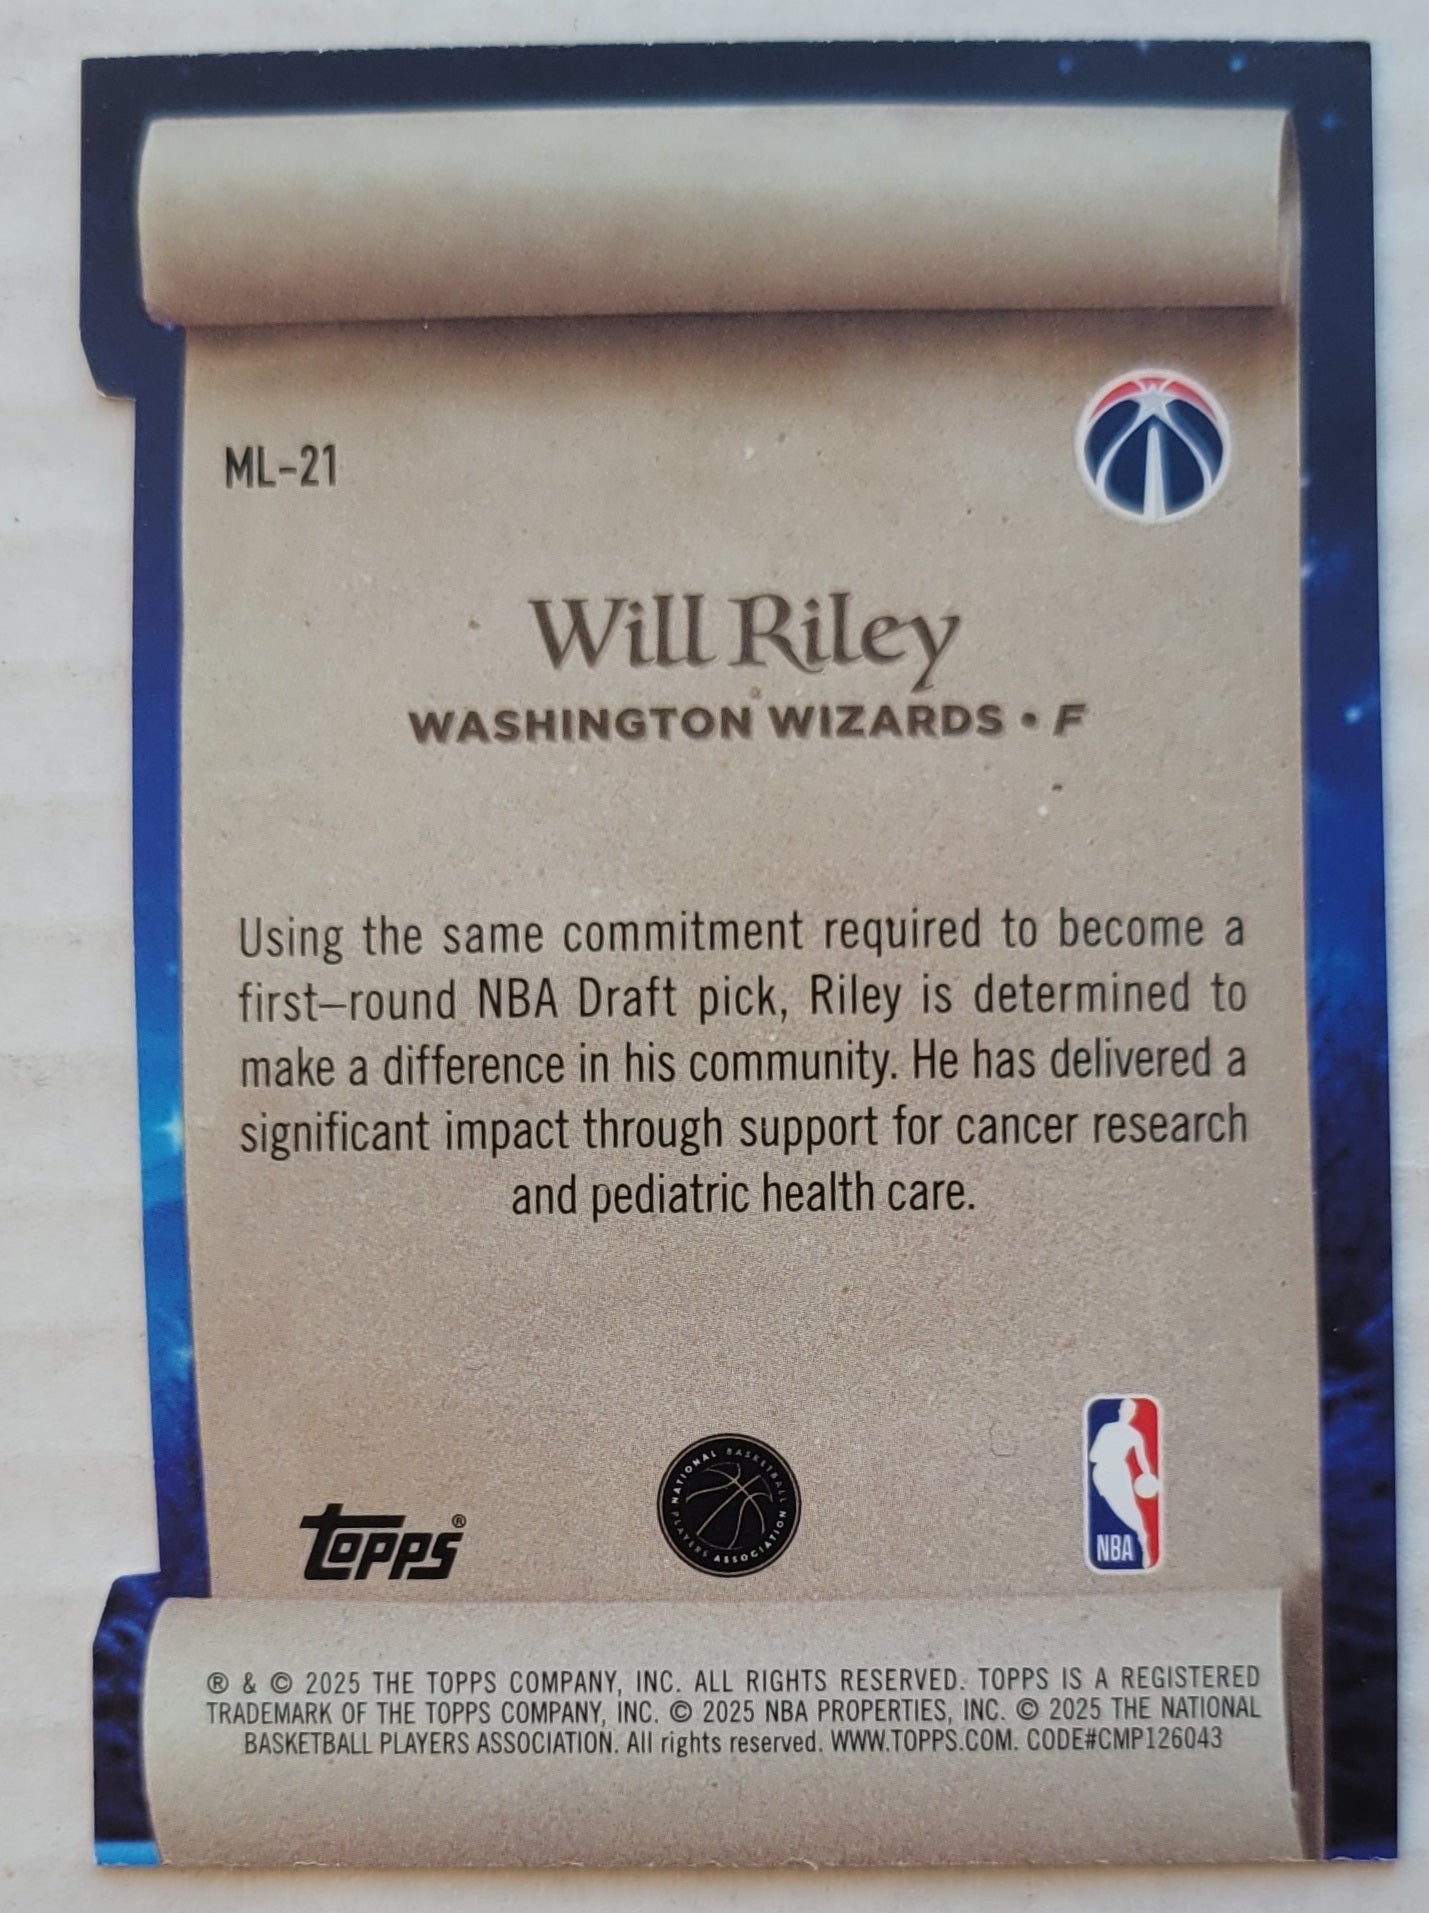 ML-21
Will Riley
WASHINGTON WIZARDS • F
Using the same commitment required to become a
first–round NBA Draft pick, Riley is determined to
make a difference in his community. He has delivered a
significant impact through support for cancer research
and pediatric health care.
TOPPS®
NATIONAL BASKETBALL
PLAYERS ASSOCIATION
NBA
® & © 2025 THE TOPPS COMPANY, INC. ALL RIGHTS RESERVED. TOPPS IS A REGISTERED
TRADEMARK OF THE TOPPS COMPANY, INC. © 2025 NBA PROPERTIES, INC. © 2025 THE NATIONAL
BASKETBALL PLAYERS ASSOCIATION. All rights reserved. WWW.TOPPS.COM. CODE#CMP126043